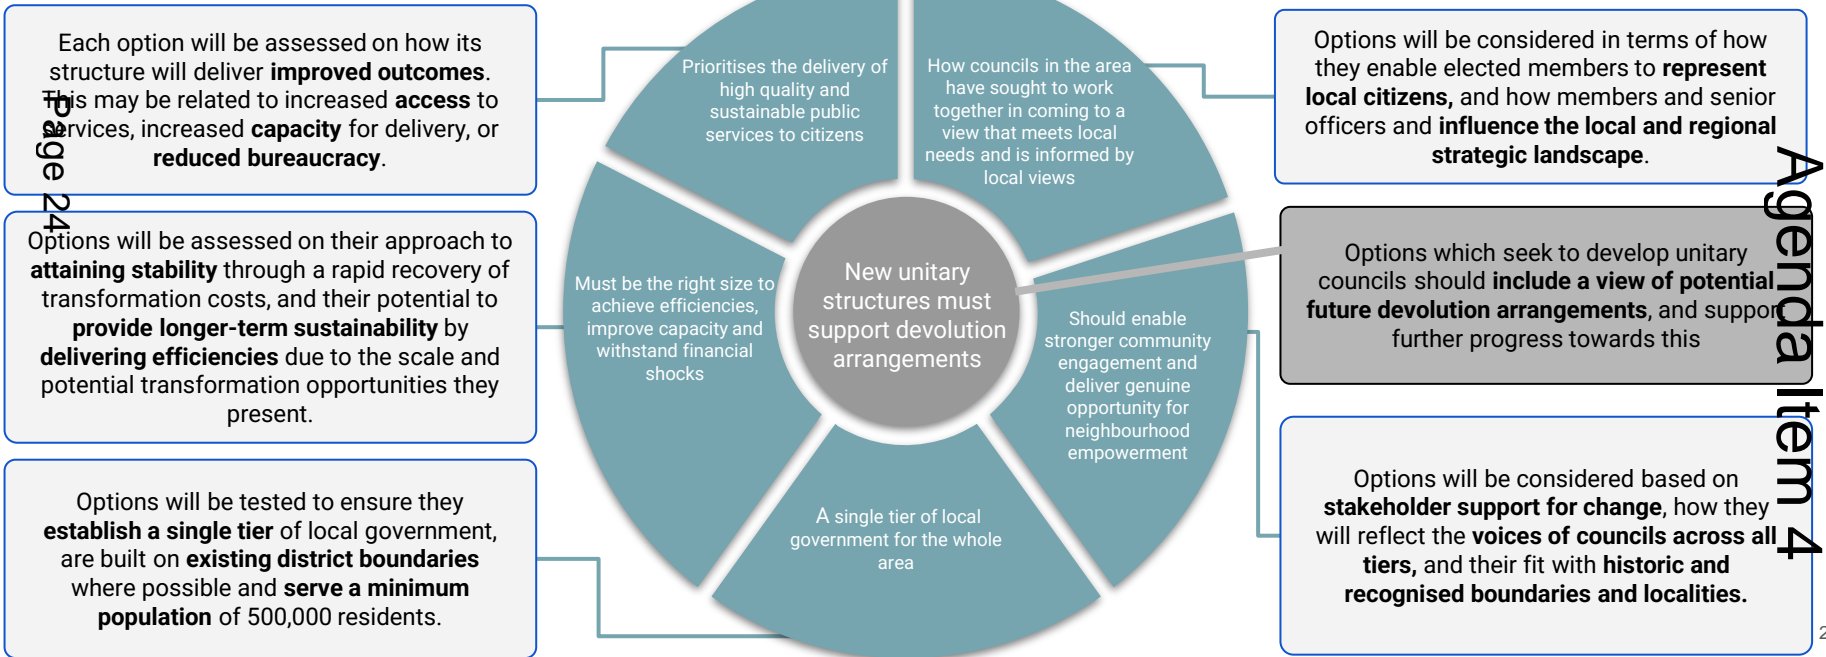 Each option will be assessed on how its
structure will deliver improved outcomes.
This may be related to increased access to
services, increased capacity for delivery, or
reduced bureaucracy.
Page 24
Options will be assessed on their approach to
attaining stability through a rapid recovery of
transformation costs, and their potential to
provide longer-term sustainability by
delivering efficiencies due to the scale and
potential transformation opportunities they
present.
Options will be tested to ensure they
establish a single tier of local government,
are built on existing district boundaries
where possible and serve a minimum
population of 500,000 residents.
Prioritises the delivery of
high quality and
sustainable public
services to citizens
How councils in the area
have sought to work
together in coming to a
view that meets local
needs and is informed by
local views
Must be the right size to
achieve efficiencies,
improve capacity and
withstand financial
shocks
New unitary
structures must
support devolution
arrangements
Should enable
stronger community
engagement and
deliver genuine
opportunity for
neighbourhood
empowerment
A single tier of local
government for the whole
area
Options will be considered in terms of how
they enable elected members to represent
local citizens, and how members and senior
officers and influence the local and regional
strategic landscape.
Options which seek to develop unitary
councils should include a view of potential
future devolution arrangements, and support
further progress towards this
Options will be considered based on
stakeholder support for change, how they
will reflect the voices of councils across all
tiers, and their fit with historic and
recognised boundaries and localities.
Agenda Item 4
2